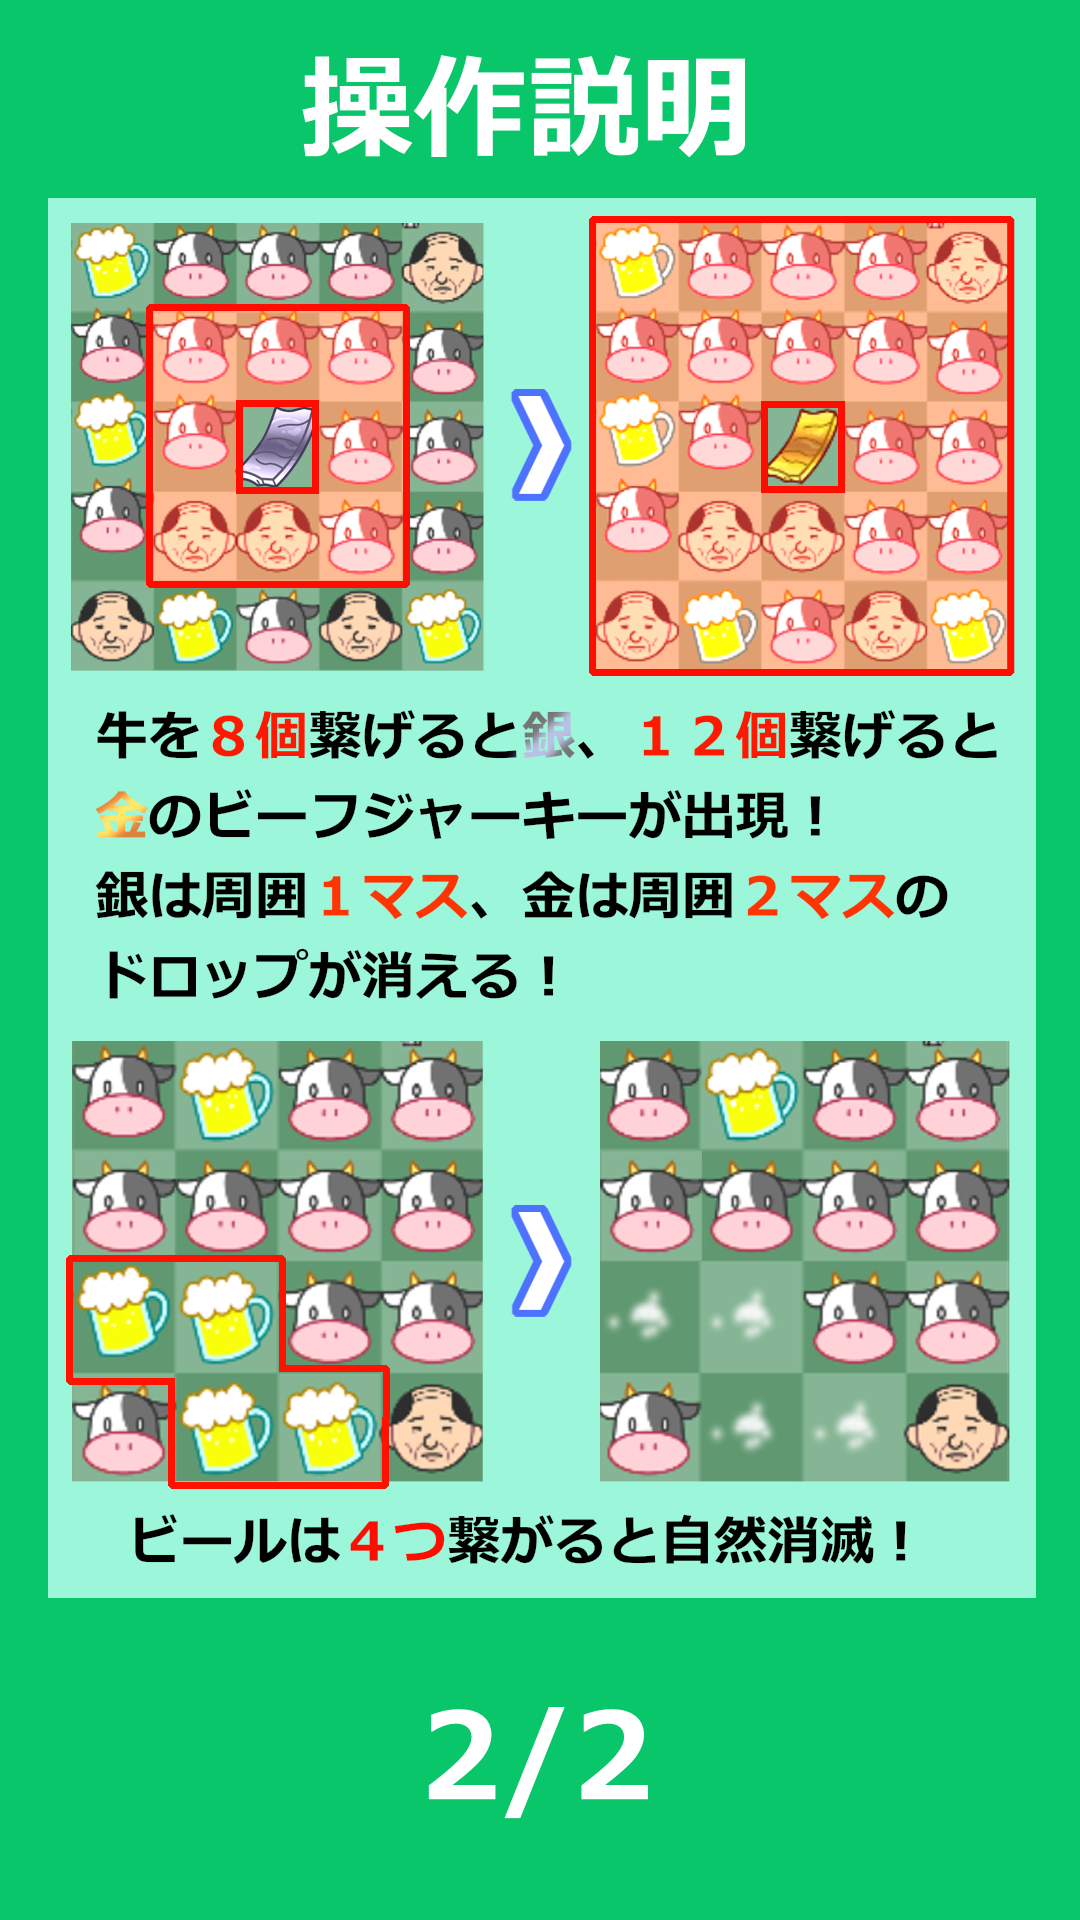 操作説明
牛を８個繋げると銀、１２個繋げると
金のビーフジャーキーが出現！
銀は周囲１マス、金は周囲２マスの
ドロップが消える！
ビールは４つ繋がると自然消滅！
2/2